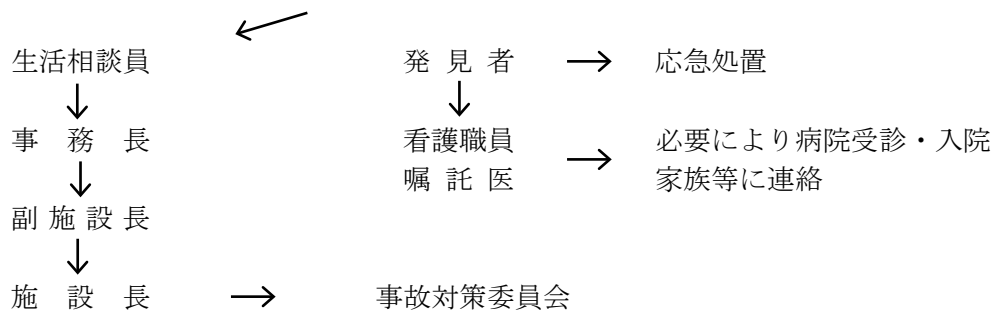 生活相談員 発見者 → 応急処置
↓ ↓
事務長 看護職員 必要により病院受診・入院
↓ 嘱託医 → 家族等に連絡
副施設長
↓
施設長 → 事故対策委員会